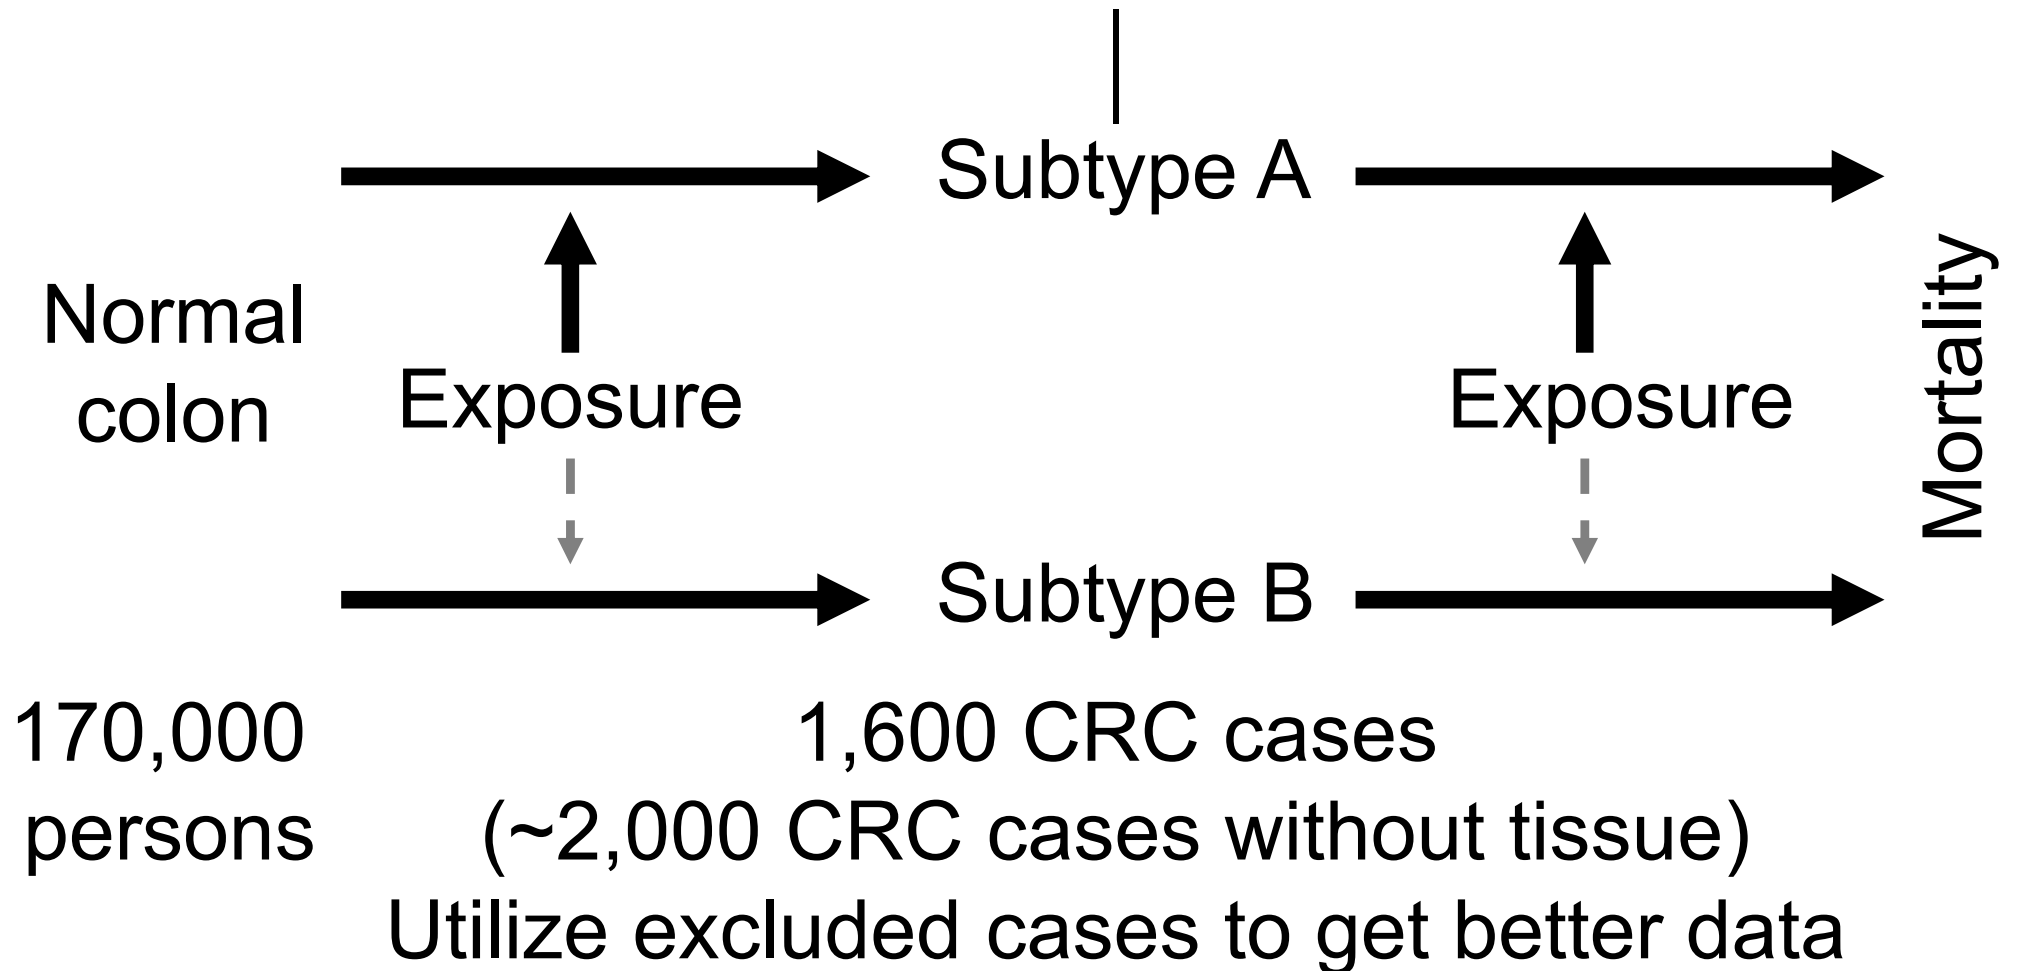 Subtype A
Normal
colon
Exposure
Exposure
Mortality
Subtype B
170,000
persons
1,600 CRC cases
(~2,000 CRC cases without tissue)
Utilize excluded cases to get better data